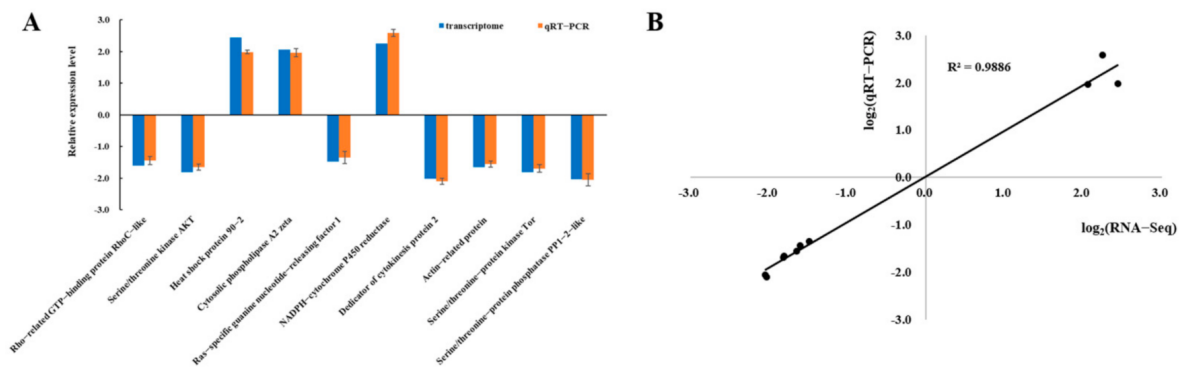 A
transcriptome
qRT−PCR
Relative expression level
3.0
2.0
1.0
0.0
-1.0
-2.0
-3.0
Rho−related GTP−binding protein RhoC−like
Serine/threonine kinase AKT
Heat shock protein 90−2
Cytosolic phospholipase A2 zeta
Ras−specific guanine nucleotide−releasing factor 1
NADPH−cytochrome P450 reductase
Dedicator of cytokinesis protein 2
Actin−related protein
Serine/threonine−protein kinase Tor
Serine/threonine−protein phosphatase PP1−2−like
B
log2(qRT−PCR)
R² = 0.9886
3.0
2.0
1.0
0.0
-1.0
-2.0
-3.0
-3.0
-2.0
-1.0
0.0
1.0
2.0
3.0
log2(RNA−Seq)